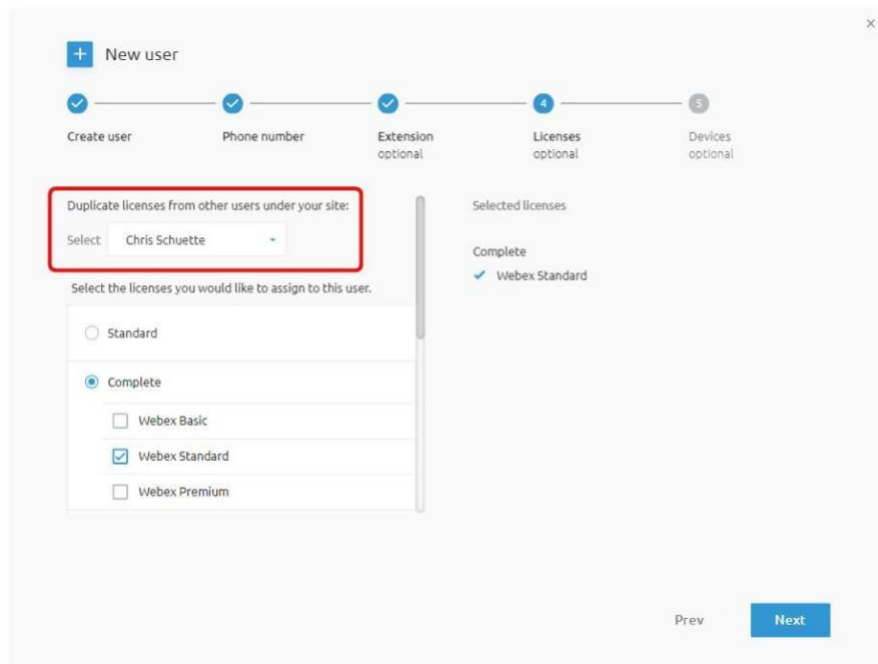 ×
+ New user
4
5
Create user
Phone number
Extension
optional
Licenses
optional
Devices
optional
Duplicate licenses from other users under your site:
Select Chris Schuette
Select the licenses you would like to assign to this user.
Standard
Complete
Webex Basic
Webex Standard
Webex Premium
Selected licenses
Complete
Webex Standard
Prev
Next